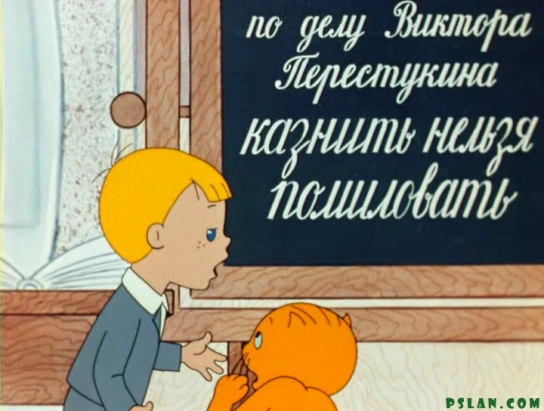 по делу Виктора
Перестукина
казнить нельзя
помиловать
PSLAN.COM